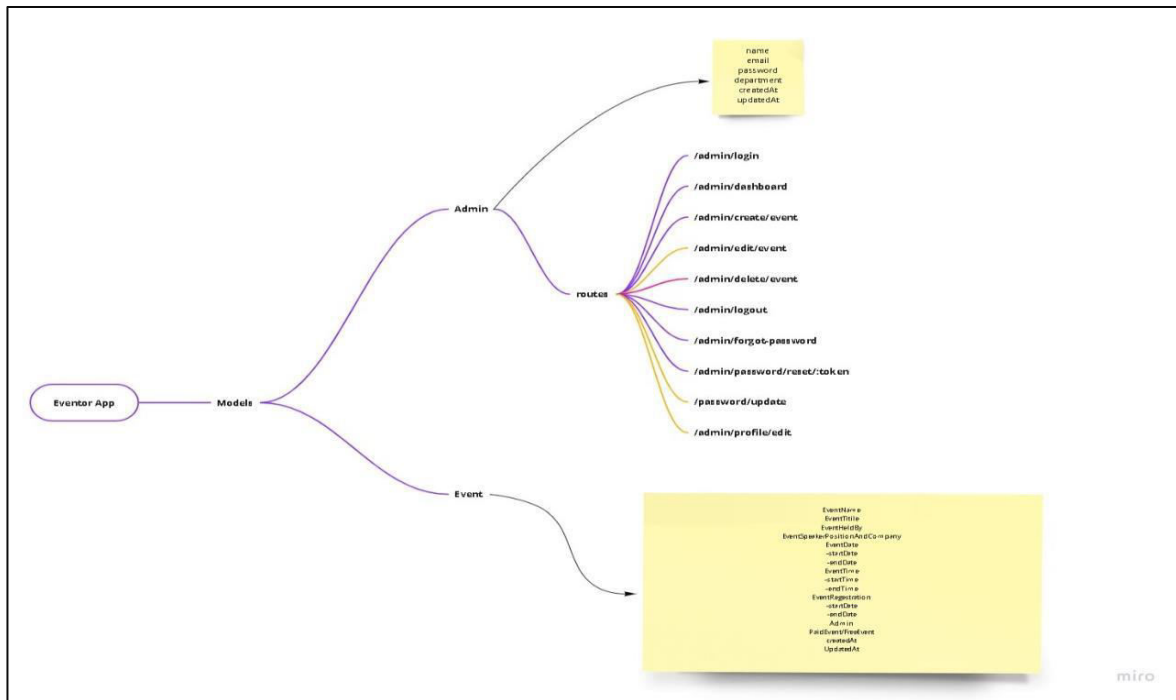 name
email
password
department
createdAt
updatedAt
/admin/login
/admin/dashboard
/admin/create/event
/admin/edit/event
/admin/delete/event
/admin/logout
/admin/forgot-password
/admin/password/reset/:token
/password/update
/admin/profile/edit
Admin
routes
Eventor App
Models
Event
EventName
EventTitile
EventHeldBy
EventSpeakerPositionAndCompany
EventDate
-startDate
-endDate
EventTime
-startTime
-endTime
EventRagestration
-startDate
-endDate
Admin
PaidEvent/FreeEvent
createdAt
UpdatedAt
miro